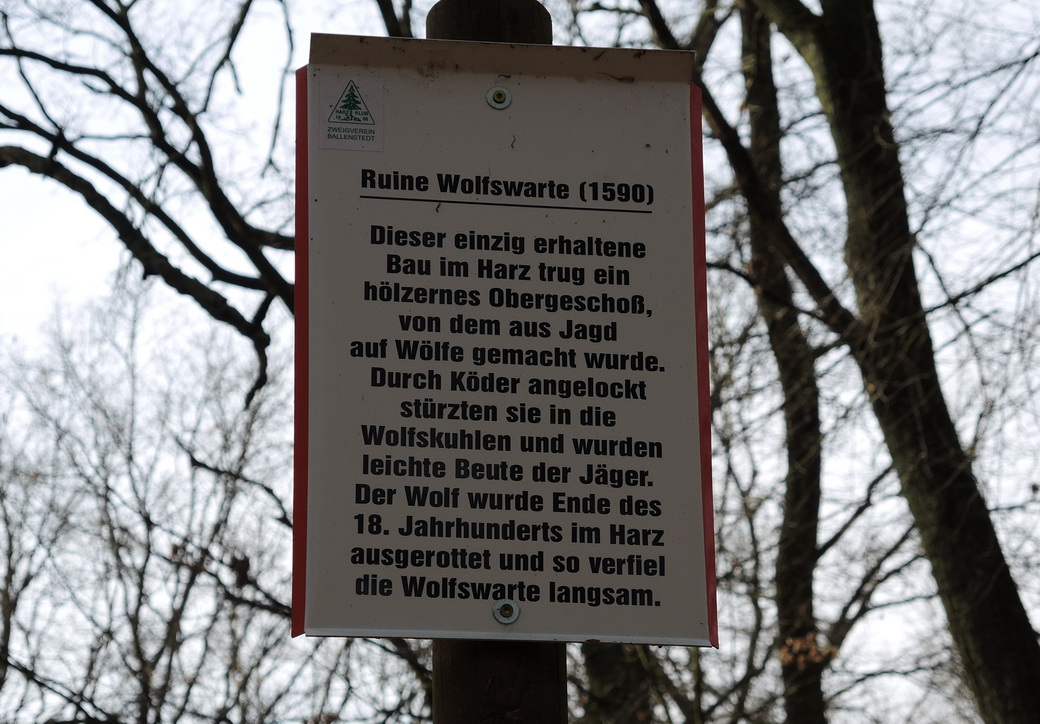 HARZ KLUB
ZWEIGVEREIN
BALLENSTEDT
Ruine Wolfswarte (1590)
Dieser einzig erhaltene
Bau im Harz trug ein
hölzernes Obergeschoß,
von dem aus Jagd
auf Wölfe gemacht wurde.
Durch Köder angelockt
stürzten sie in die
Wolfskuhlen und wurden
leichte Beute der Jäger.
Der Wolf wurde Ende des
18. Jahrhunderts im Harz
ausgerottet und so verfiel
die Wolfswarte langsam.